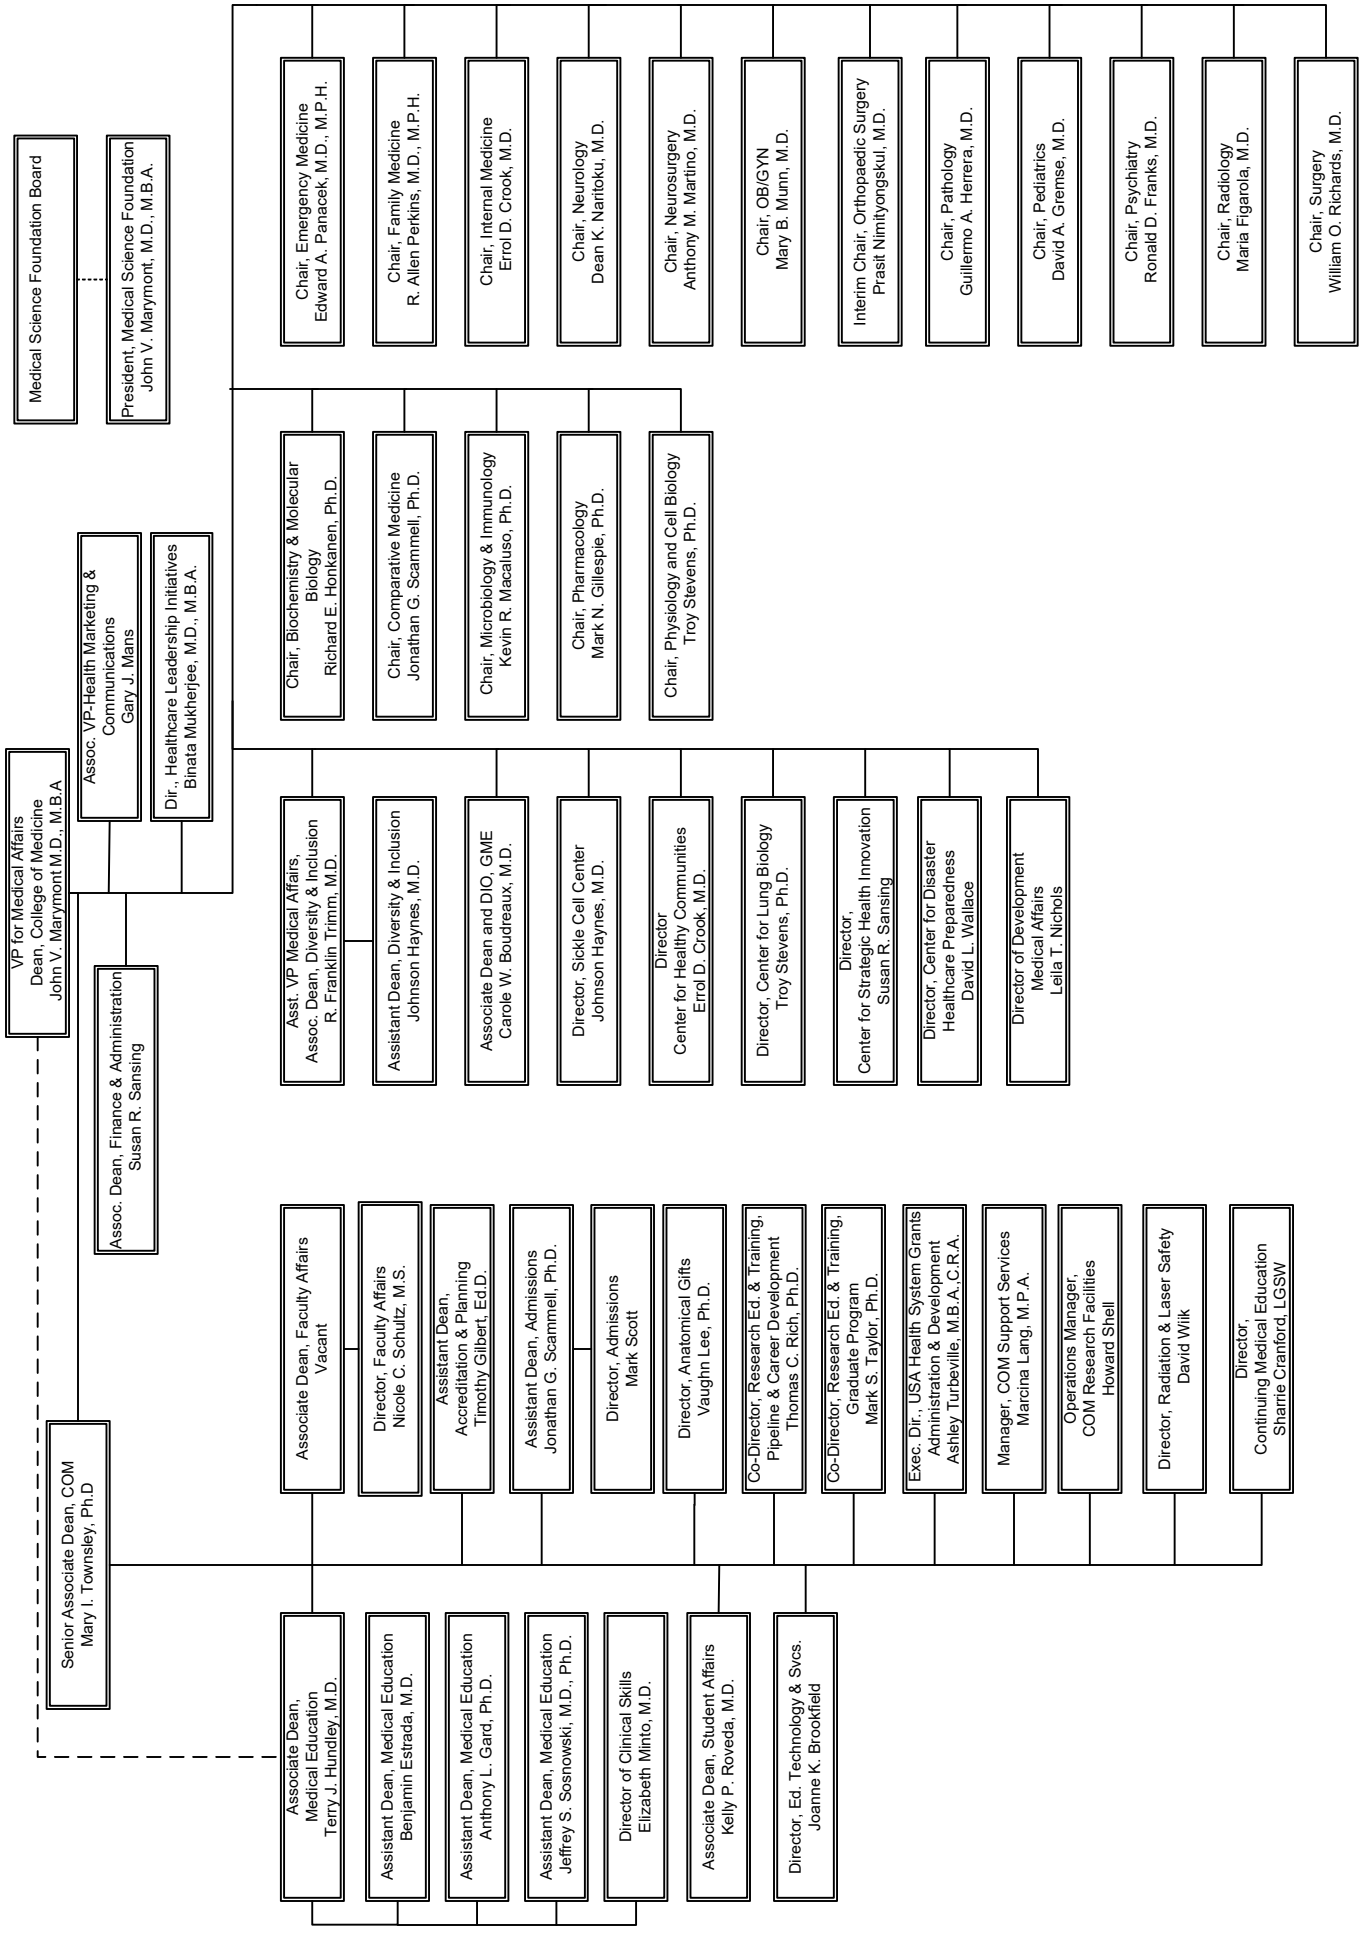 VP for Medical Affairs
Dean, College of Medicine
John V. Marymont M.D., M.B.A
Medical Science Foundation Board
President, Medical Science Foundation
John V. Marymont, M.D., M.B.A.
Senior Associate Dean, COM
Mary I. Townsley, Ph.D
Assoc. Dean, Finance & Administration
Susan R. Sansing
Assoc. VP-Health Marketing &
Communications
Gary J. Mans
Dir., Healthcare Leadership Initiatives
Binata Mukherjee, M.D., M.B.A.
Associate Dean,
Medical Education
Terry J. Hundley, M.D.
Assistant Dean, Medical Education
Benjamin Estrada, M.D.
Assistant Dean, Medical Education
Anthony L. Gard, Ph.D.
Assistant Dean, Medical Education
Jeffrey S. Sosnowski, M.D., Ph.D.
Director of Clinical Skills
Elizabeth Minto, M.D.
Associate Dean, Student Affairs
Kelly P. Roveda, M.D.
Director, Ed. Technology & Svcs.
Joanne K. Brookfield
Associate Dean, Faculty Affairs
Vacant
Director, Faculty Affairs
Nicole C. Schultz, M.S.
Assistant Dean,
Accreditation & Planning
Timothy Gilbert, Ed.D.
Assistant Dean, Admissions
Jonathan G. Scammell, Ph.D.
Director, Admissions
Mark Scott
Director, Anatomical Gifts
Vaughn Lee, Ph.D.
Co-Director, Research Ed. & Training,
Pipeline & Career Development
Thomas C. Rich, Ph.D.
Co-Director, Research Ed. & Training,
Graduate Program
Mark S. Taylor, Ph.D.
Exec. Dir., USA Health System Grants
Administration & Development
Ashley Turbeville, M.B.A.,C.R.A.
Manager, COM Support Services
Marcina Lang, M.P.A.
Operations Manager,
COM Research Facilities
Howard Shell
Director, Radiation & Laser Safety
David Wiik
Director,
Continuing Medical Education
Sharrie Cranford, LGSW
Asst. VP Medical Affairs,
Assoc. Dean, Diversity & Inclusion
R. Franklin Trimm, M.D.
Assistant Dean, Diversity & Inclusion
Johnson Haynes, M.D.
Associate Dean and DIO, GME
Carole W. Boudreaux, M.D.
Director, Sickle Cell Center
Johnson Haynes, M.D.
Director
Center for Healthy Communities
Errol D. Crook, M.D.
Director, Center for Lung Biology
Troy Stevens, Ph.D.
Director,
Center for Strategic Health Innovation
Susan R. Sansing
Director, Center for Disaster
Healthcare Preparedness
David L. Wallace
Director of Development
Medical Affairs
Leila T. Nichols
Chair, Biochemistry & Molecular
Biology
Richard E. Honkanen, Ph.D.
Chair, Comparative Medicine
Jonathan G. Scammell, Ph.D.
Chair, Microbiology & Immunology
Kevin R. Macaluso, Ph.D.
Chair, Pharmacology
Mark N. Gillespie, Ph.D.
Chair, Physiology and Cell Biology
Troy Stevens, Ph.D.
Chair, Emergency Medicine
Edward A. Panacek, M.D., M.P.H.
Chair, Family Medicine
R. Allen Perkins, M.D., M.P.H.
Chair, Internal Medicine
Errol D. Crook, M.D.
Chair, Neurology
Dean K. Naritoku, M.D.
Chair, Neurosurgery
Anthony M. Martino, M.D.
Chair, OB/GYN
Mary B. Munn, M.D.
Interim Chair, Orthopaedic Surgery
Prasit Nimityongskul, M.D.
Chair, Pathology
Guillermo A. Herrera, M.D.
Chair, Pediatrics
David A. Gremse, M.D.
Chair, Psychiatry
Ronald D. Franks, M.D.
Chair, Radiology
Maria Figarola, M.D.
Chair, Surgery
William O. Richards, M.D.